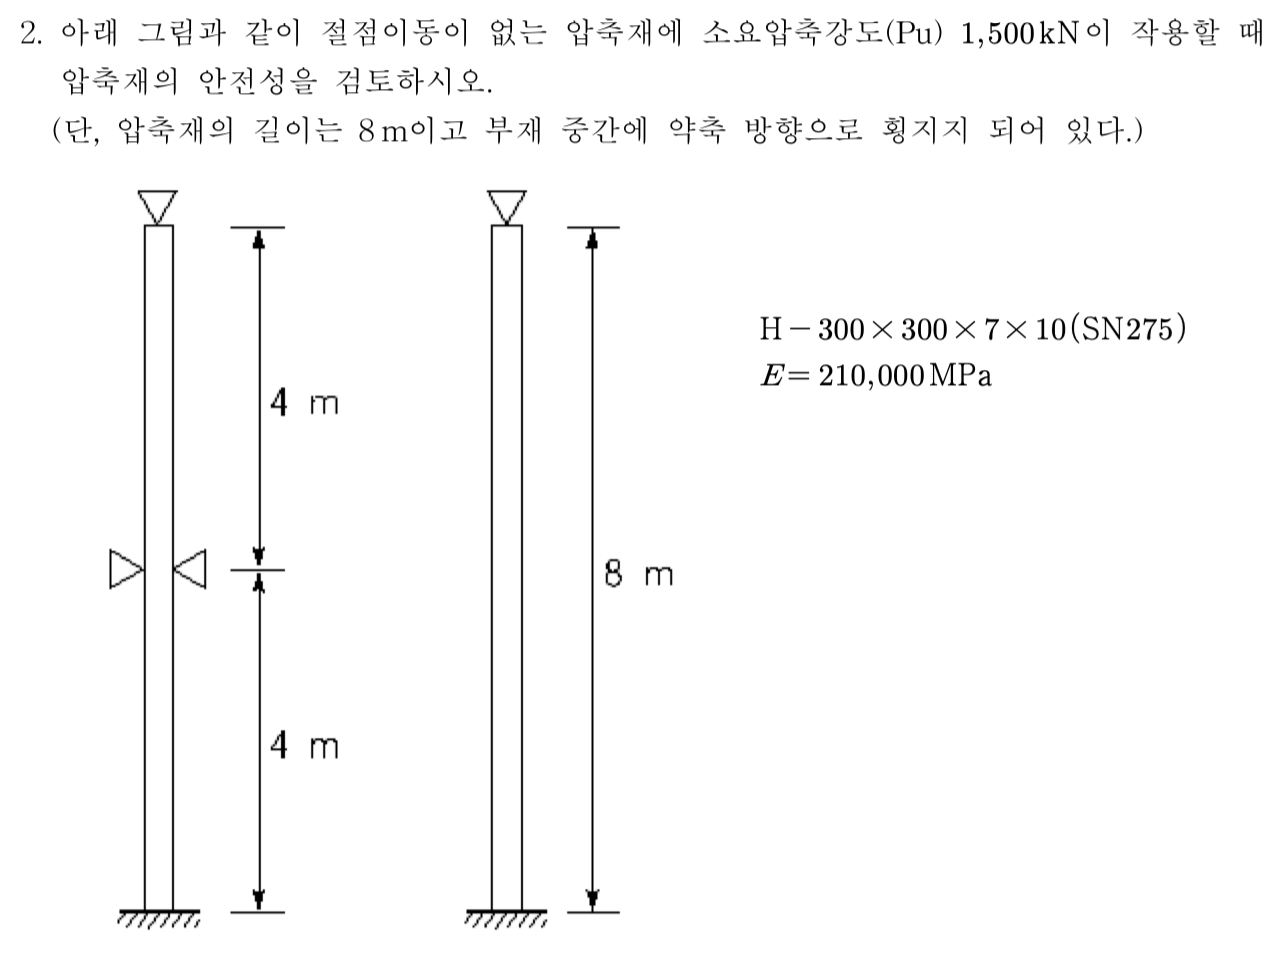 2. 아래 그림과 같이 절점이동이 없는 압축재에 소요압축강도(Pu) 1,500kN이 작용할 때
압축재의 안전성을 검토하시오.
(단, 압축재의 길이는 8m이고 부재 중간에 약축 방향으로 횡지지 되어 있다.)
H-300×300×7×10(SN275)
E=210,000MPa
4 m
8 m
4 m